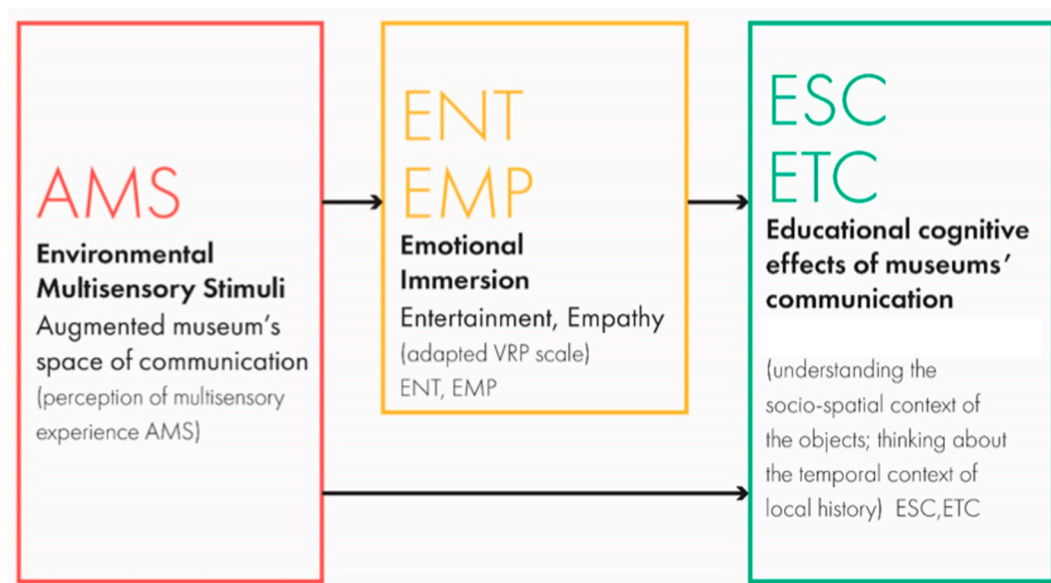 AMS
Environmental
Multisensory Stimuli
Augmented museum's
space of communication
(perception of multisensory
experience AMS)
ENT
EMP
Emotional
Immersion
Entertainment, Empathy
(adapted VRP scale)
ENT, EMP
ESC
ETC
Educational cognitive
effects of museums'
communication
(understanding the
socio-spatial context of
the objects; thinking about
the temporal context of
local history) ESC,ETC